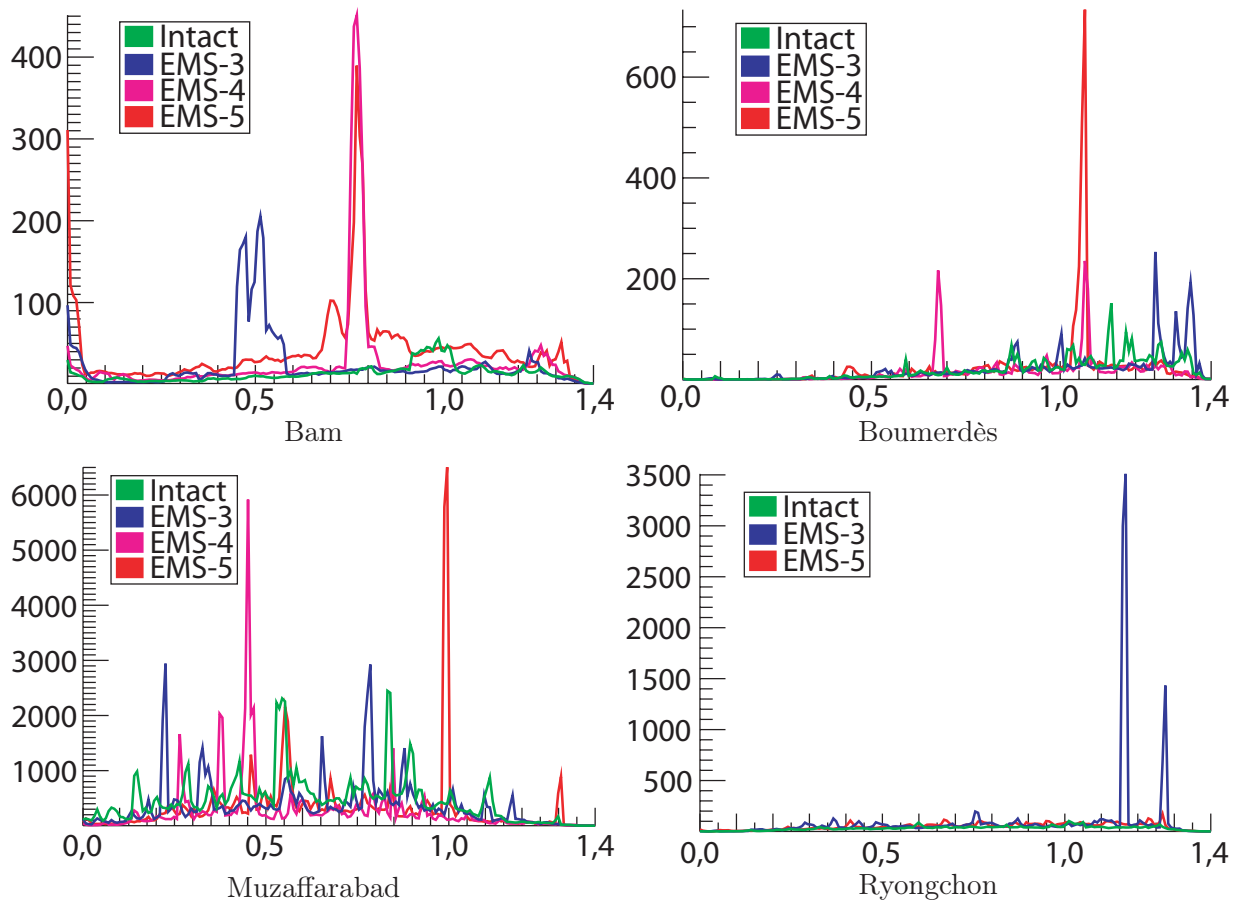 400
300
200
100
Intact
EMS-3
EMS-4
EMS-5
0,0
0,5
1,0
1,4
Bam
600
400
200
Intact
EMS-3
EMS-4
EMS-5
0,0
0,5
1,0
1,4
Boumerdès
6000
5000
4000
3000
2000
1000
Intact
EMS-3
EMS-4
EMS-5
0,0
0,5
1,0
1,4
Muzaffarabad
3500
3000
2500
2000
1500
1000
500
Intact
EMS-3
EMS-5
0,0
0,5
1,0
1,4
Ryongchon